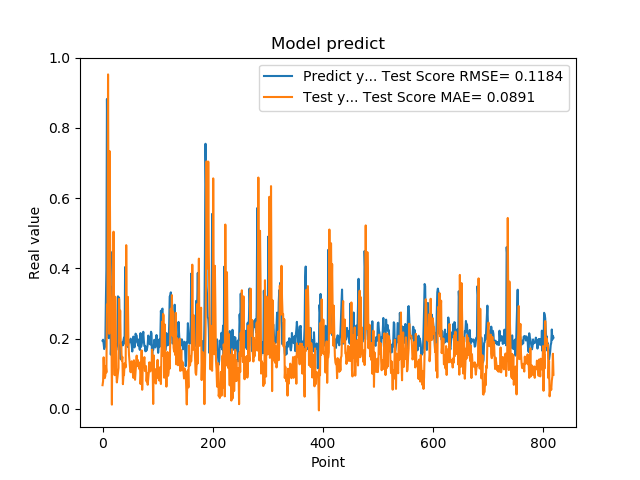 Model predict
Predict y... Test Score RMSE= 0.1184
Test y... Test Score MAE= 0.0891
Real value
1.0
0.8
0.6
0.4
0.2
0.0
0 200 400 600 800
Point